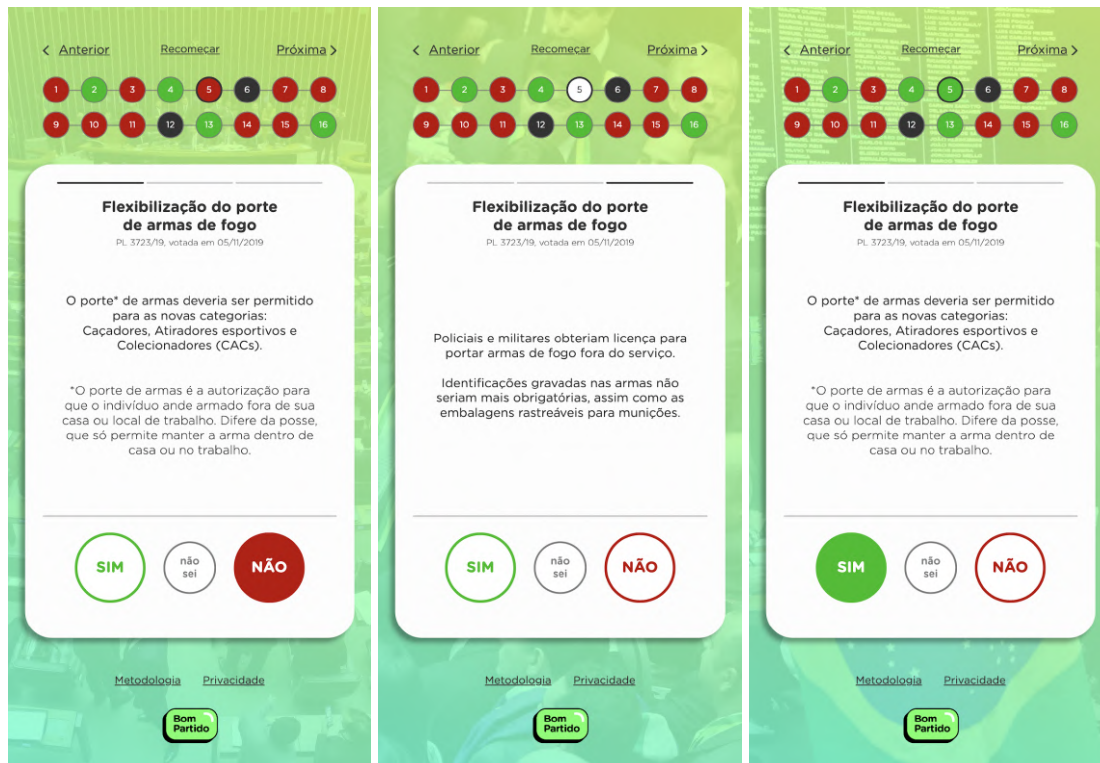 Anterior Recomeçar Próxima
1 2 3 4 5 6 7 8
9 10 11 12 13 14 15 16
Flexibilização do porte
de armas de fogo
PL 3723/19, votada em 05/11/2019
O porte* de armas deveria ser permitido
para as novas categorias:
Caçadores, Atiradores esportivos e
Colecionadores (CACs).
*O porte de armas é a autorização para
que o indivíduo ande armado fora de sua
casa ou local de trabalho. Difere da posse,
que só permite manter a arma dentro de
casa ou no trabalho.
SIM
não
sei
NÃO
Metodologia Privacidade
Bom
Partido
Anterior Recomeçar Próxima
1 2 3 4 5 6 7 8
9 10 11 12 13 14 15 16
Flexibilização do porte
de armas de fogo
PL 3723/19, votada em 05/11/2019
Policiais e militares obteriam licença para
portar armas de fogo fora do serviço.
Identificações gravadas nas armas não
seriam mais obrigatórias, assim como as
embalagens rastreáveis para munições.
SIM
não
sei
NÃO
Metodologia Privacidade
Bom
Partido
Anterior Recomeçar Próxima
1 2 3 4 5 6 7 8
9 10 11 12 13 14 15 16
Flexibilização do porte
de armas de fogo
PL 3723/19, votada em 05/11/2019
O porte* de armas deveria ser permitido
para as novas categorias:
Caçadores, Atiradores esportivos e
Colecionadores (CACs).
*O porte de armas é a autorização para
que o indivíduo ande armado fora de sua
casa ou local de trabalho. Difere da posse,
que só permite manter a arma dentro de
casa ou no trabalho.
SIM
não
sei
NÃO
Metodologia Privacidade
Bom
Partido